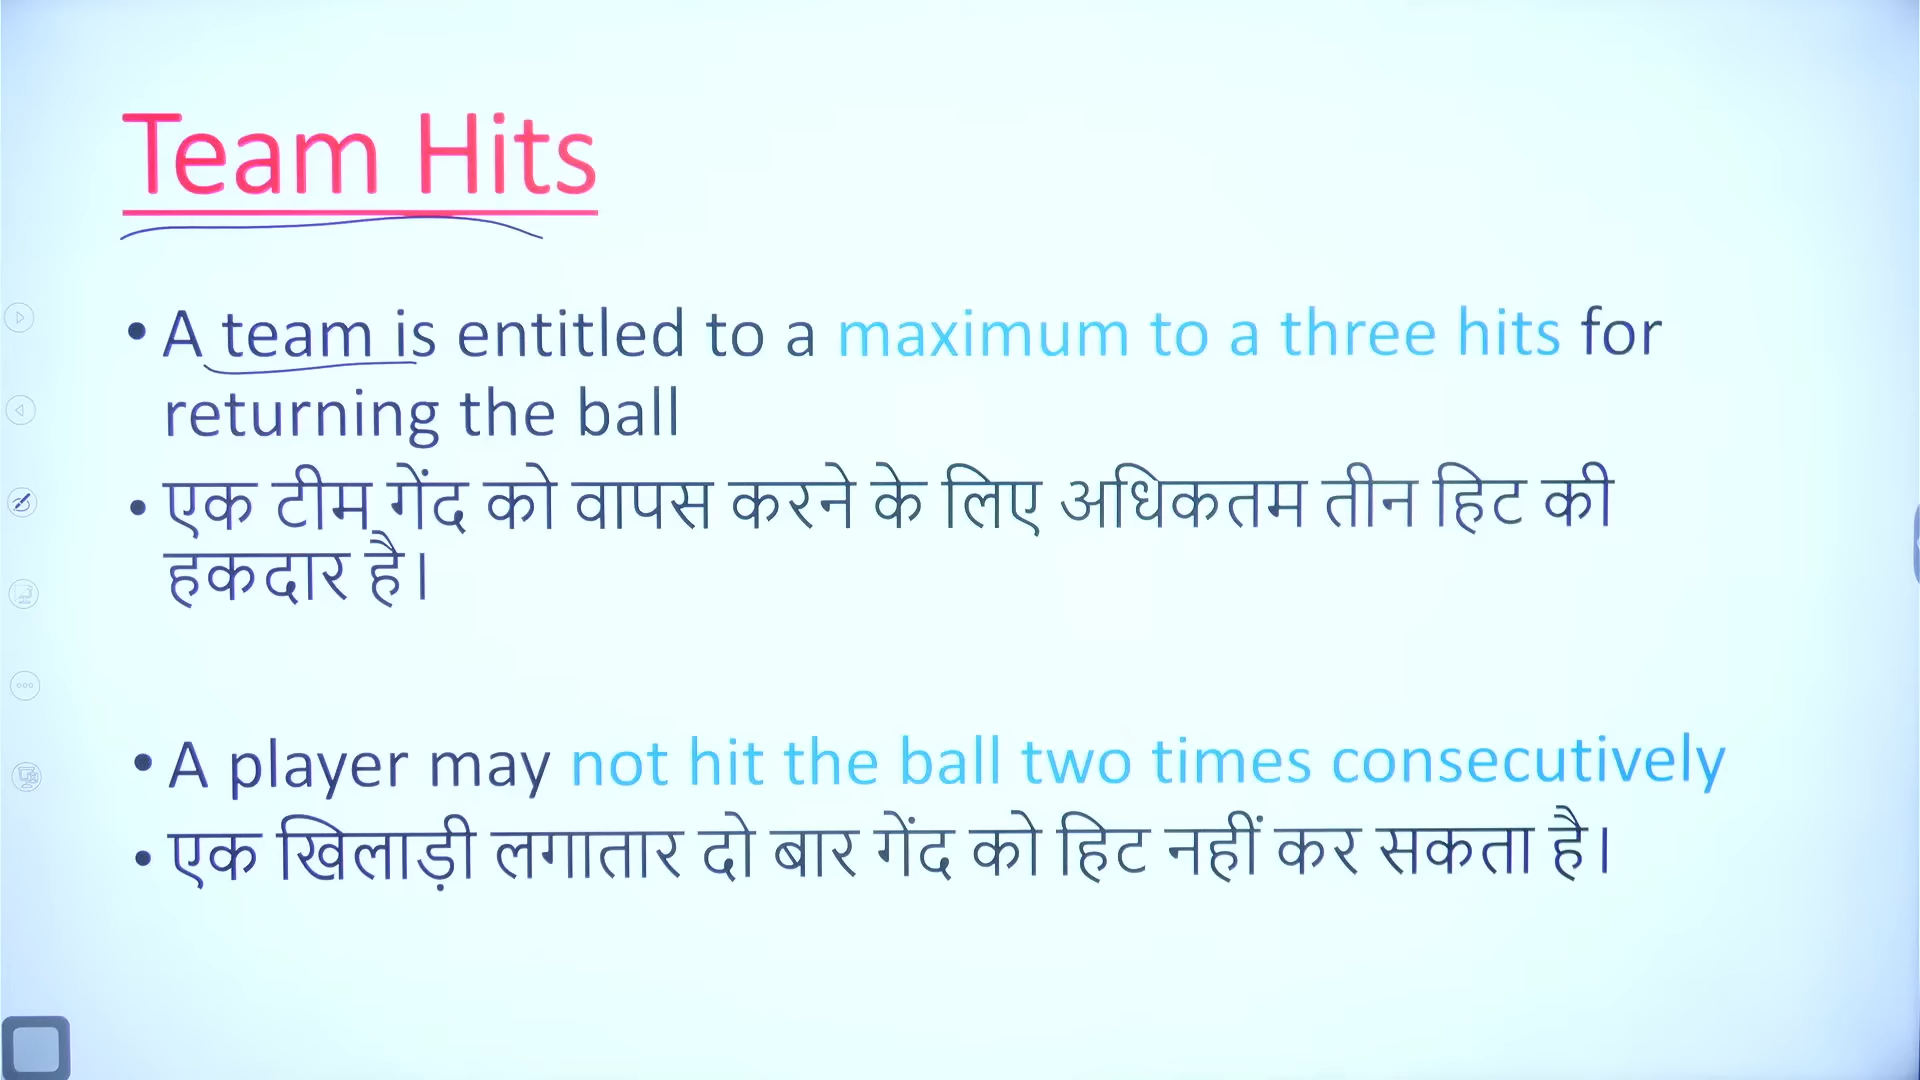 Team Hits
• A team is entitled to a maximum to a three hits for
returning the ball
• एक टीम गेंद को वापस करने के लिए अधिकतम तीन हिट की
हकदार है।
• A player may not hit the ball two times consecutively
• एक खिलाड़ी लगातार दो बार गेंद को हिट नहीं कर सकता है।